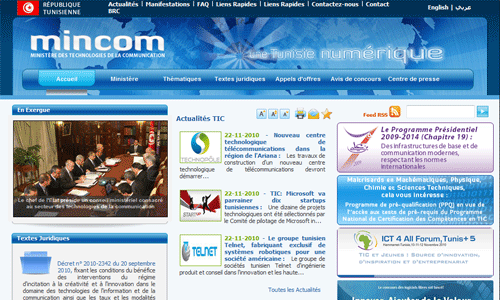 RÉPUBLIQUE
TUNISIENNE
Actualités | Manifestations | FAQ | Liens Rapides | Liens Rapides | Contactez-nous | Contact
BRC
English | عربي
mincom
MINISTÈRE DES TECHNOLOGIES DE LA COMMUNICATION
une Tunisie numérique
Accueil
Ministère
Thématiques
Textes juridiques
Appels d'offres
Avis de concours
Centre de presse
En Exergue
Le chef de l'Etat préside un conseil ministériel consacré
au secteur des technologies de la communication
Textes Juridiques
Décret n° 2010-2342 du 20 septembre
2010, fixant les conditions du bénéfice
des interventions du régime
d'incitation à la créativité et à l'innovation dans
le domaine des technologies de l'information et de la
communication ainsi que les taux et les modalités
Actualités TIC
22-11-2010 - Nouveau centre
technologique de
télécommunications dans la
région de l'Ariana : Les travaux de
construction d'un nouveau centre
technologique de télécommunications devront
démarrer...
TECHNOPÔLE
22-11-2010 - TIC: Microsoft va
parrainer dix startups
tunisiennes : Une dizaine de projets
technologiques ont été sélectionnés par le
Comité de pilotage de Microsoft in...
22-11-2010 - Le groupe tunisien
Telnet, fabriquant exclusif de
systèmes robotiques pour une
société américaine : Le groupe
tunisien Telnet d'ingénierie
produit et conseil dans l'innovation et les haute...
TELNET
Toutes les Actualités
Feed RSS
Le Programme Présidentiel
2009-2014 (Chapitre 19) :
Des infrastructures de base et de
communication modernes,
respectant les normes
internationales
Maîtrisards en Mathématiques, Physique,
Chimie et Sciences Techniques,
cela vous intéresse :
Programme de pré-qualification (PPQ) en vue de
l'accès aux tests de pré-requis du Programme
National de Certification des Compétences en TIC
ICT 4 All Forum, Tunis+5
TIC et Jeunes : Source d'innovation,
d'inspiration et d'entreprenariat